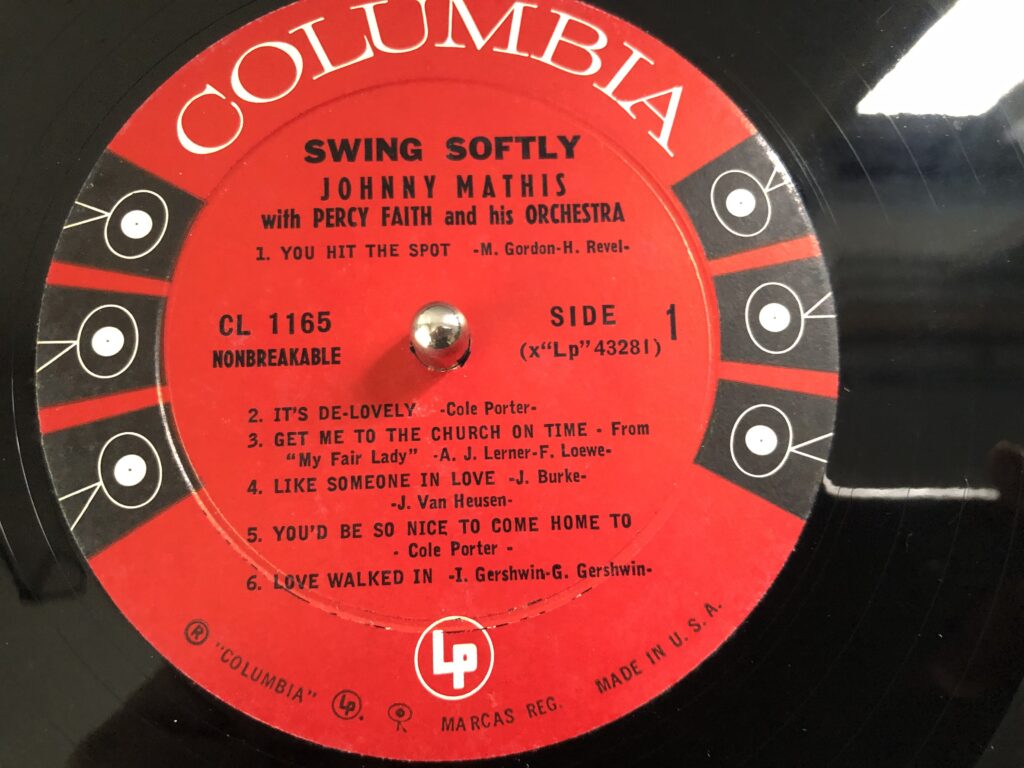 COLUMBIA
SWING SOFTLY
JOHNNY MATHIS
with PERCY FAITH and his ORCHESTRA
1. YOU HIT THE SPOT -M. Gordon-H. Revel-
CL 1165
NONBREAKABLE
SIDE 1
(x"Lp"43281)
2. IT'S DE-LOVELY -Cole Porter-
3. GET ME TO THE CHURCH ON TIME - From
"My Fair Lady" -A. J. Lerner-F. Loewe-
4. LIKE SOMEONE IN LOVE -J. Burke-
-J. Van Heusen-
5. YOU'D BE SO NICE TO COME HOME TO
- Cole Porter -
6. LOVE WALKED IN -I. Gershwin-G. Gershwin-
Lp
® "COLUMBIA" Lp. MARCAS REG. MADE IN U.S.A.